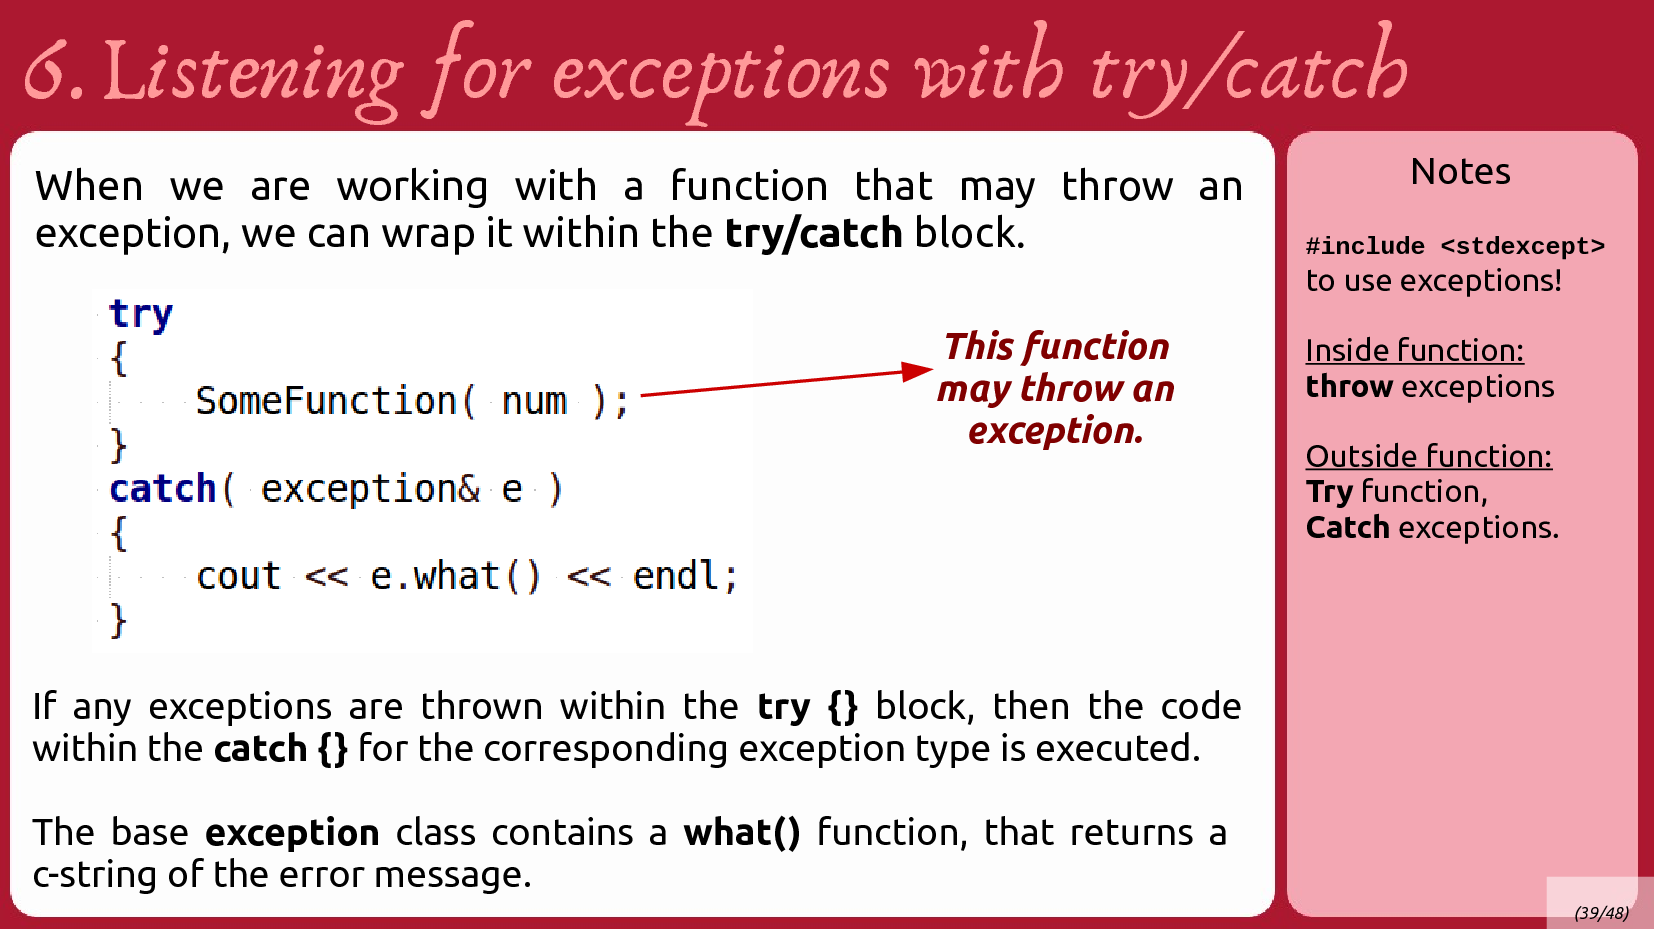 6. Listening for exceptions with try/catch
When we are working with a function that may throw an
exception, we can wrap it within the try/catch block.
try
{
    SomeFunction( num );
}
catch( exception& e )
{
    cout << e.what() << endl;
}
This function
may throw an
exception.
If any exceptions are thrown within the try {} block, then the code
within the catch {} for the corresponding exception type is executed.
The base exception class contains a what() function, that returns a
c-string of the error message.
Notes
#include <stdexcept>
to use exceptions!
Inside function:
throw exceptions
Outside function:
Try function,
Catch exceptions.
(39/48)